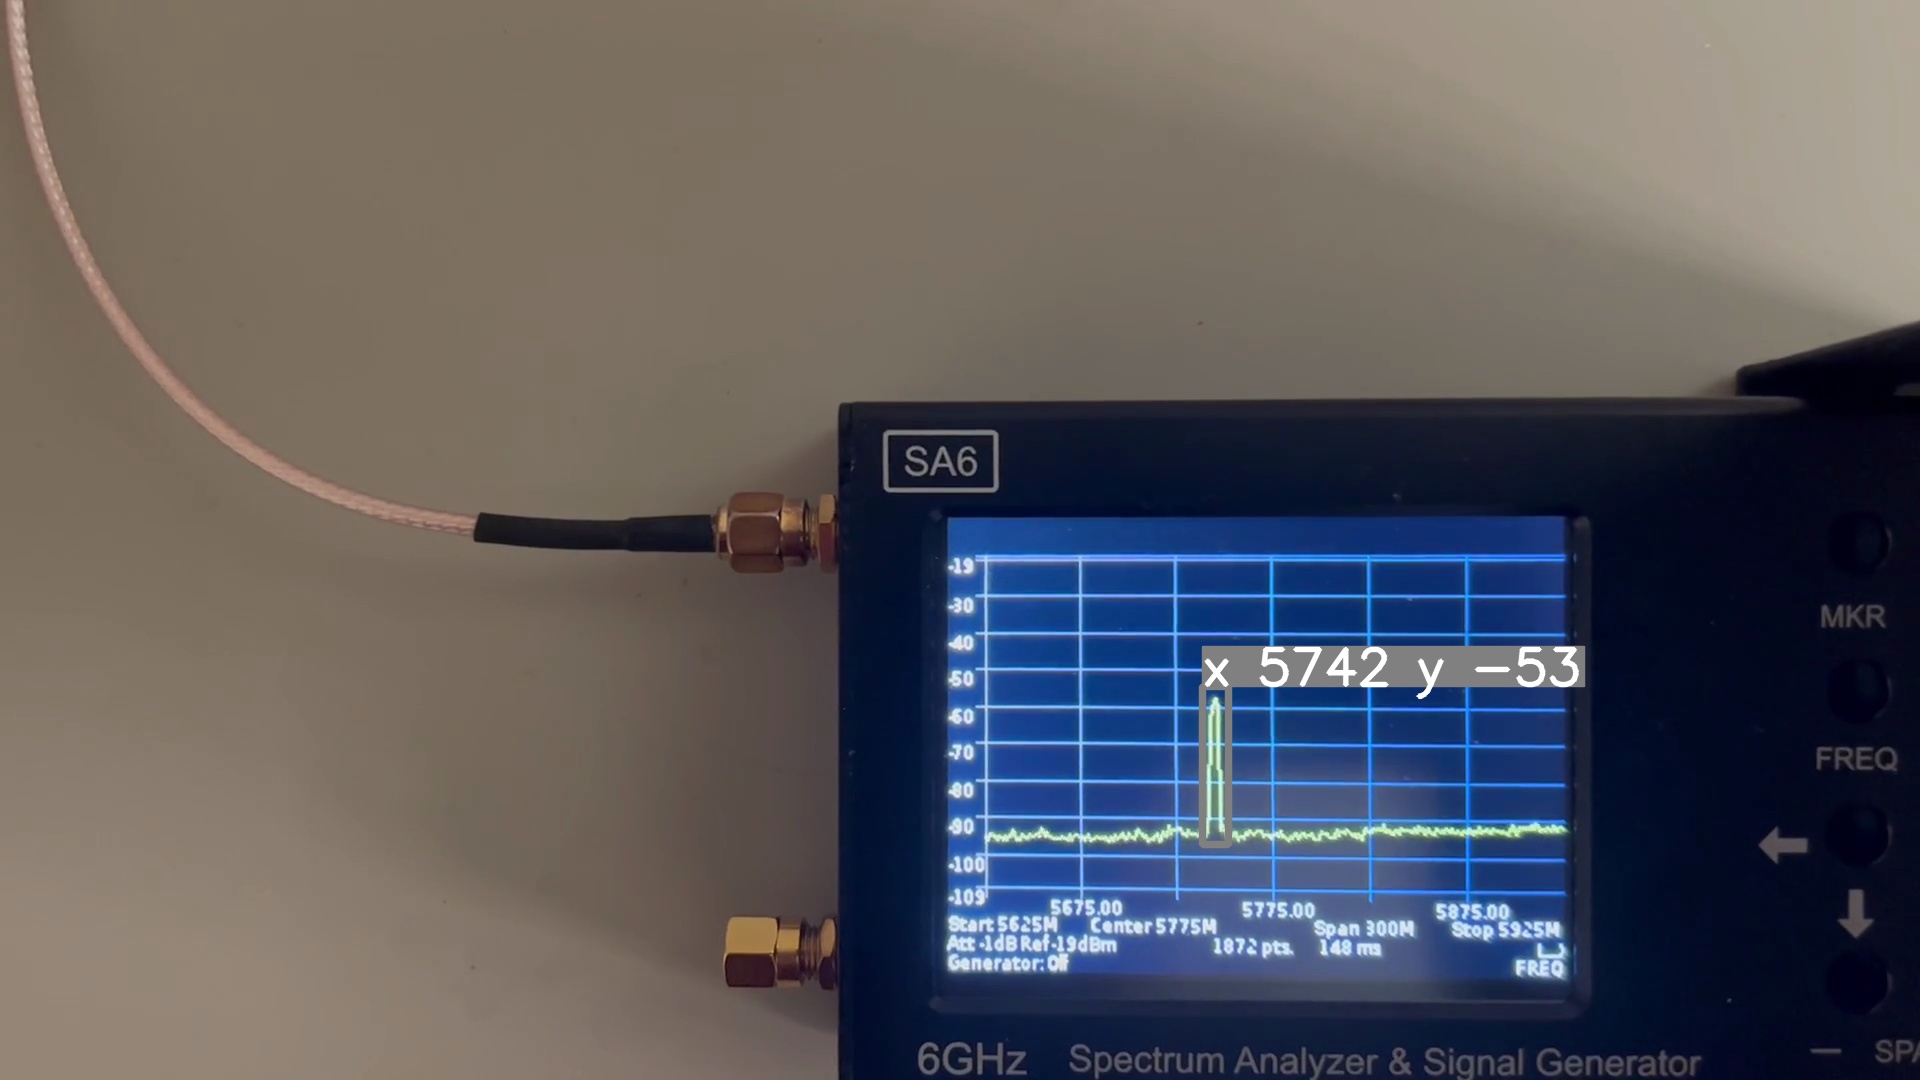 SA6
-19
-30
-40
x 5742 y -53
-50
-60
-70
-80
-90
-100
-109
5675.00 5775.00 5875.00
Start 5625M Center 5775M Span 300M Stop 5925M
Att -1dB Ref -19dBm 1872 pts. 148 ms
Generator: Off FREQ
6GHz Spectrum Analyzer & Signal Generator
MKR
FREQ